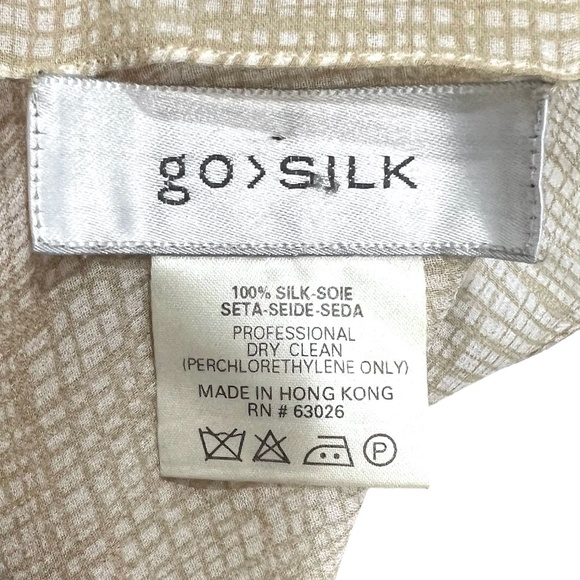 go>SILK
100% SILK-SOIE
SETA-SEIDE-SEDA
PROFESSIONAL
DRY CLEAN
(PERCHLORETHYLENE ONLY)
MADE IN HONG KONG
RN # 63026
P